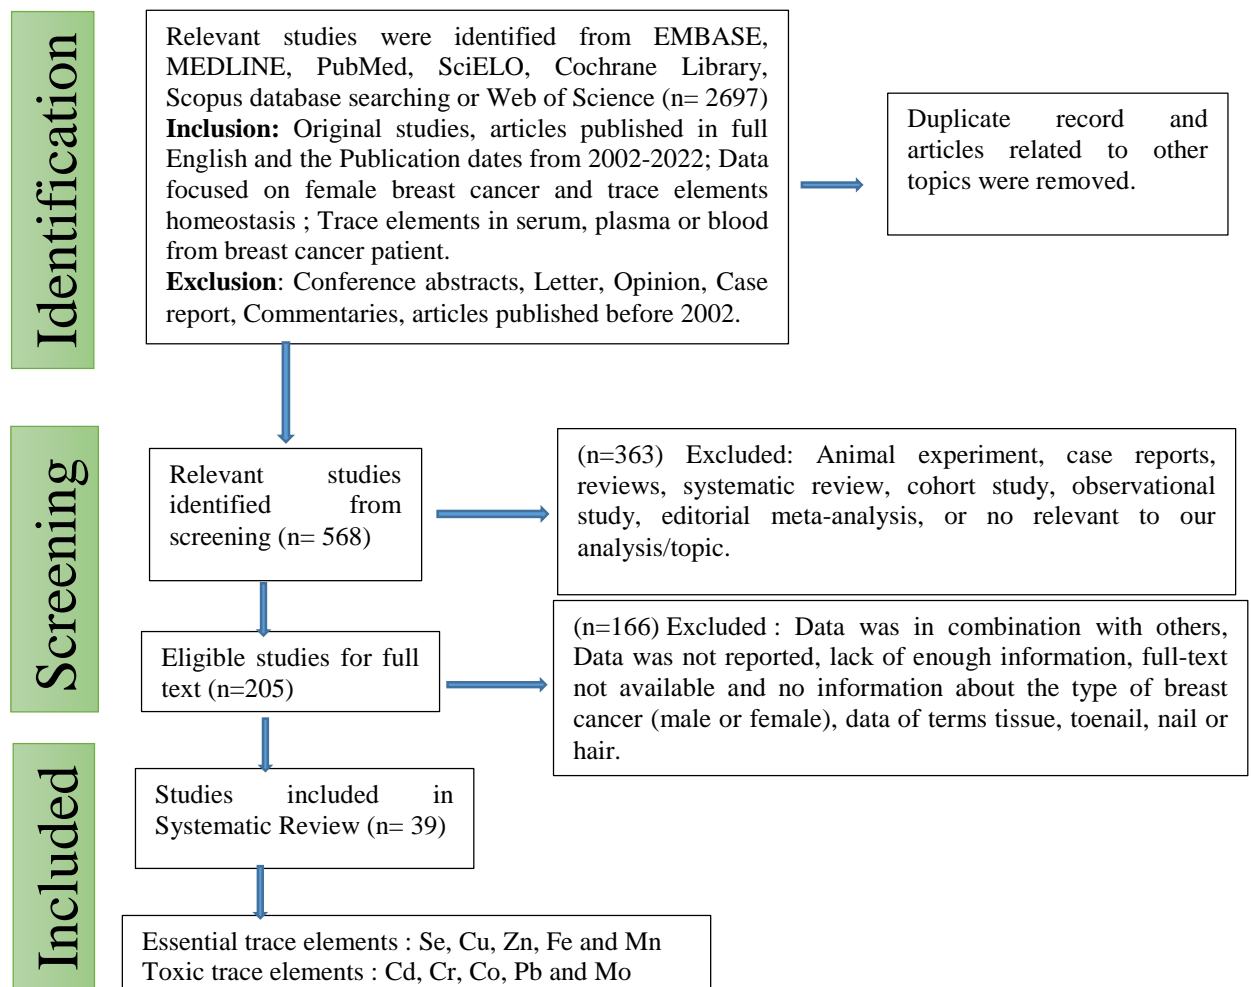 Identification
Relevant studies were identified from EMBASE,
MEDLINE, PubMed, SciELO, Cochrane Library,
Scopus database searching or Web of Science (n= 2697)
Inclusion: Original studies, articles published in full
English and the Publication dates from 2002-2022; Data
focused on female breast cancer and trace elements
homeostasis ; Trace elements in serum, plasma or blood
from breast cancer patient.
Exclusion: Conference abstracts, Letter, Opinion, Case
report, Commentaries, articles published before 2002.
Duplicate record and
articles related to other
topics were removed.
Screening
Relevant studies
identified from
screening (n= 568)
(n=363) Excluded: Animal experiment, case reports,
reviews, systematic review, cohort study, observational
study, editorial meta-analysis, or no relevant to our
analysis/topic.
Eligible studies for full
text (n=205)
(n=166) Excluded : Data was in combination with others,
Data was not reported, lack of enough information, full-text
not available and no information about the type of breast
cancer (male or female), data of terms tissue, toenail, nail or
hair.
Included
Studies included in
Systematic Review (n= 39)
Essential trace elements : Se, Cu, Zn, Fe and Mn
Toxic trace elements : Cd, Cr, Co, Pb and Mo